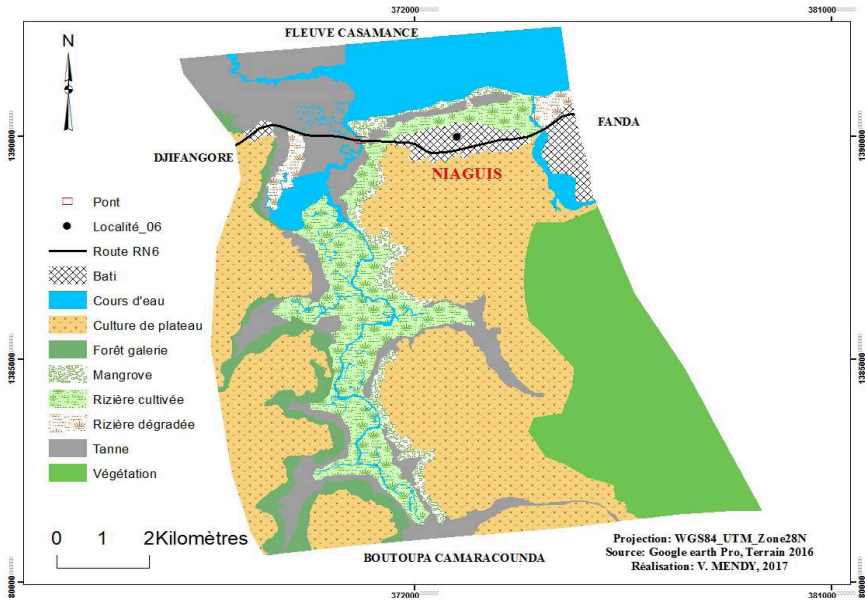 372000
381000
FLEUVE CASAMANCE
N
FANDA
1390000
1390000
DJIFANGORE
NIAGUIS
Pont
Localité_06
Route RN6
Bati
Cours d'eau
Culture de plateau
Forêt galerie
Mangrove
Rizière cultivée
Rizière dégradée
Tanne
Végétation
1385000
1385000
0 1 2Kilomètres
BOUTOUPA CAMARACOUNDA
Projection: WGS84_UTM_Zone28N
Source: Google earth Pro, Terrain 2016
Réalisation: V. MENDY, 2017
80000
80000
372000
381000